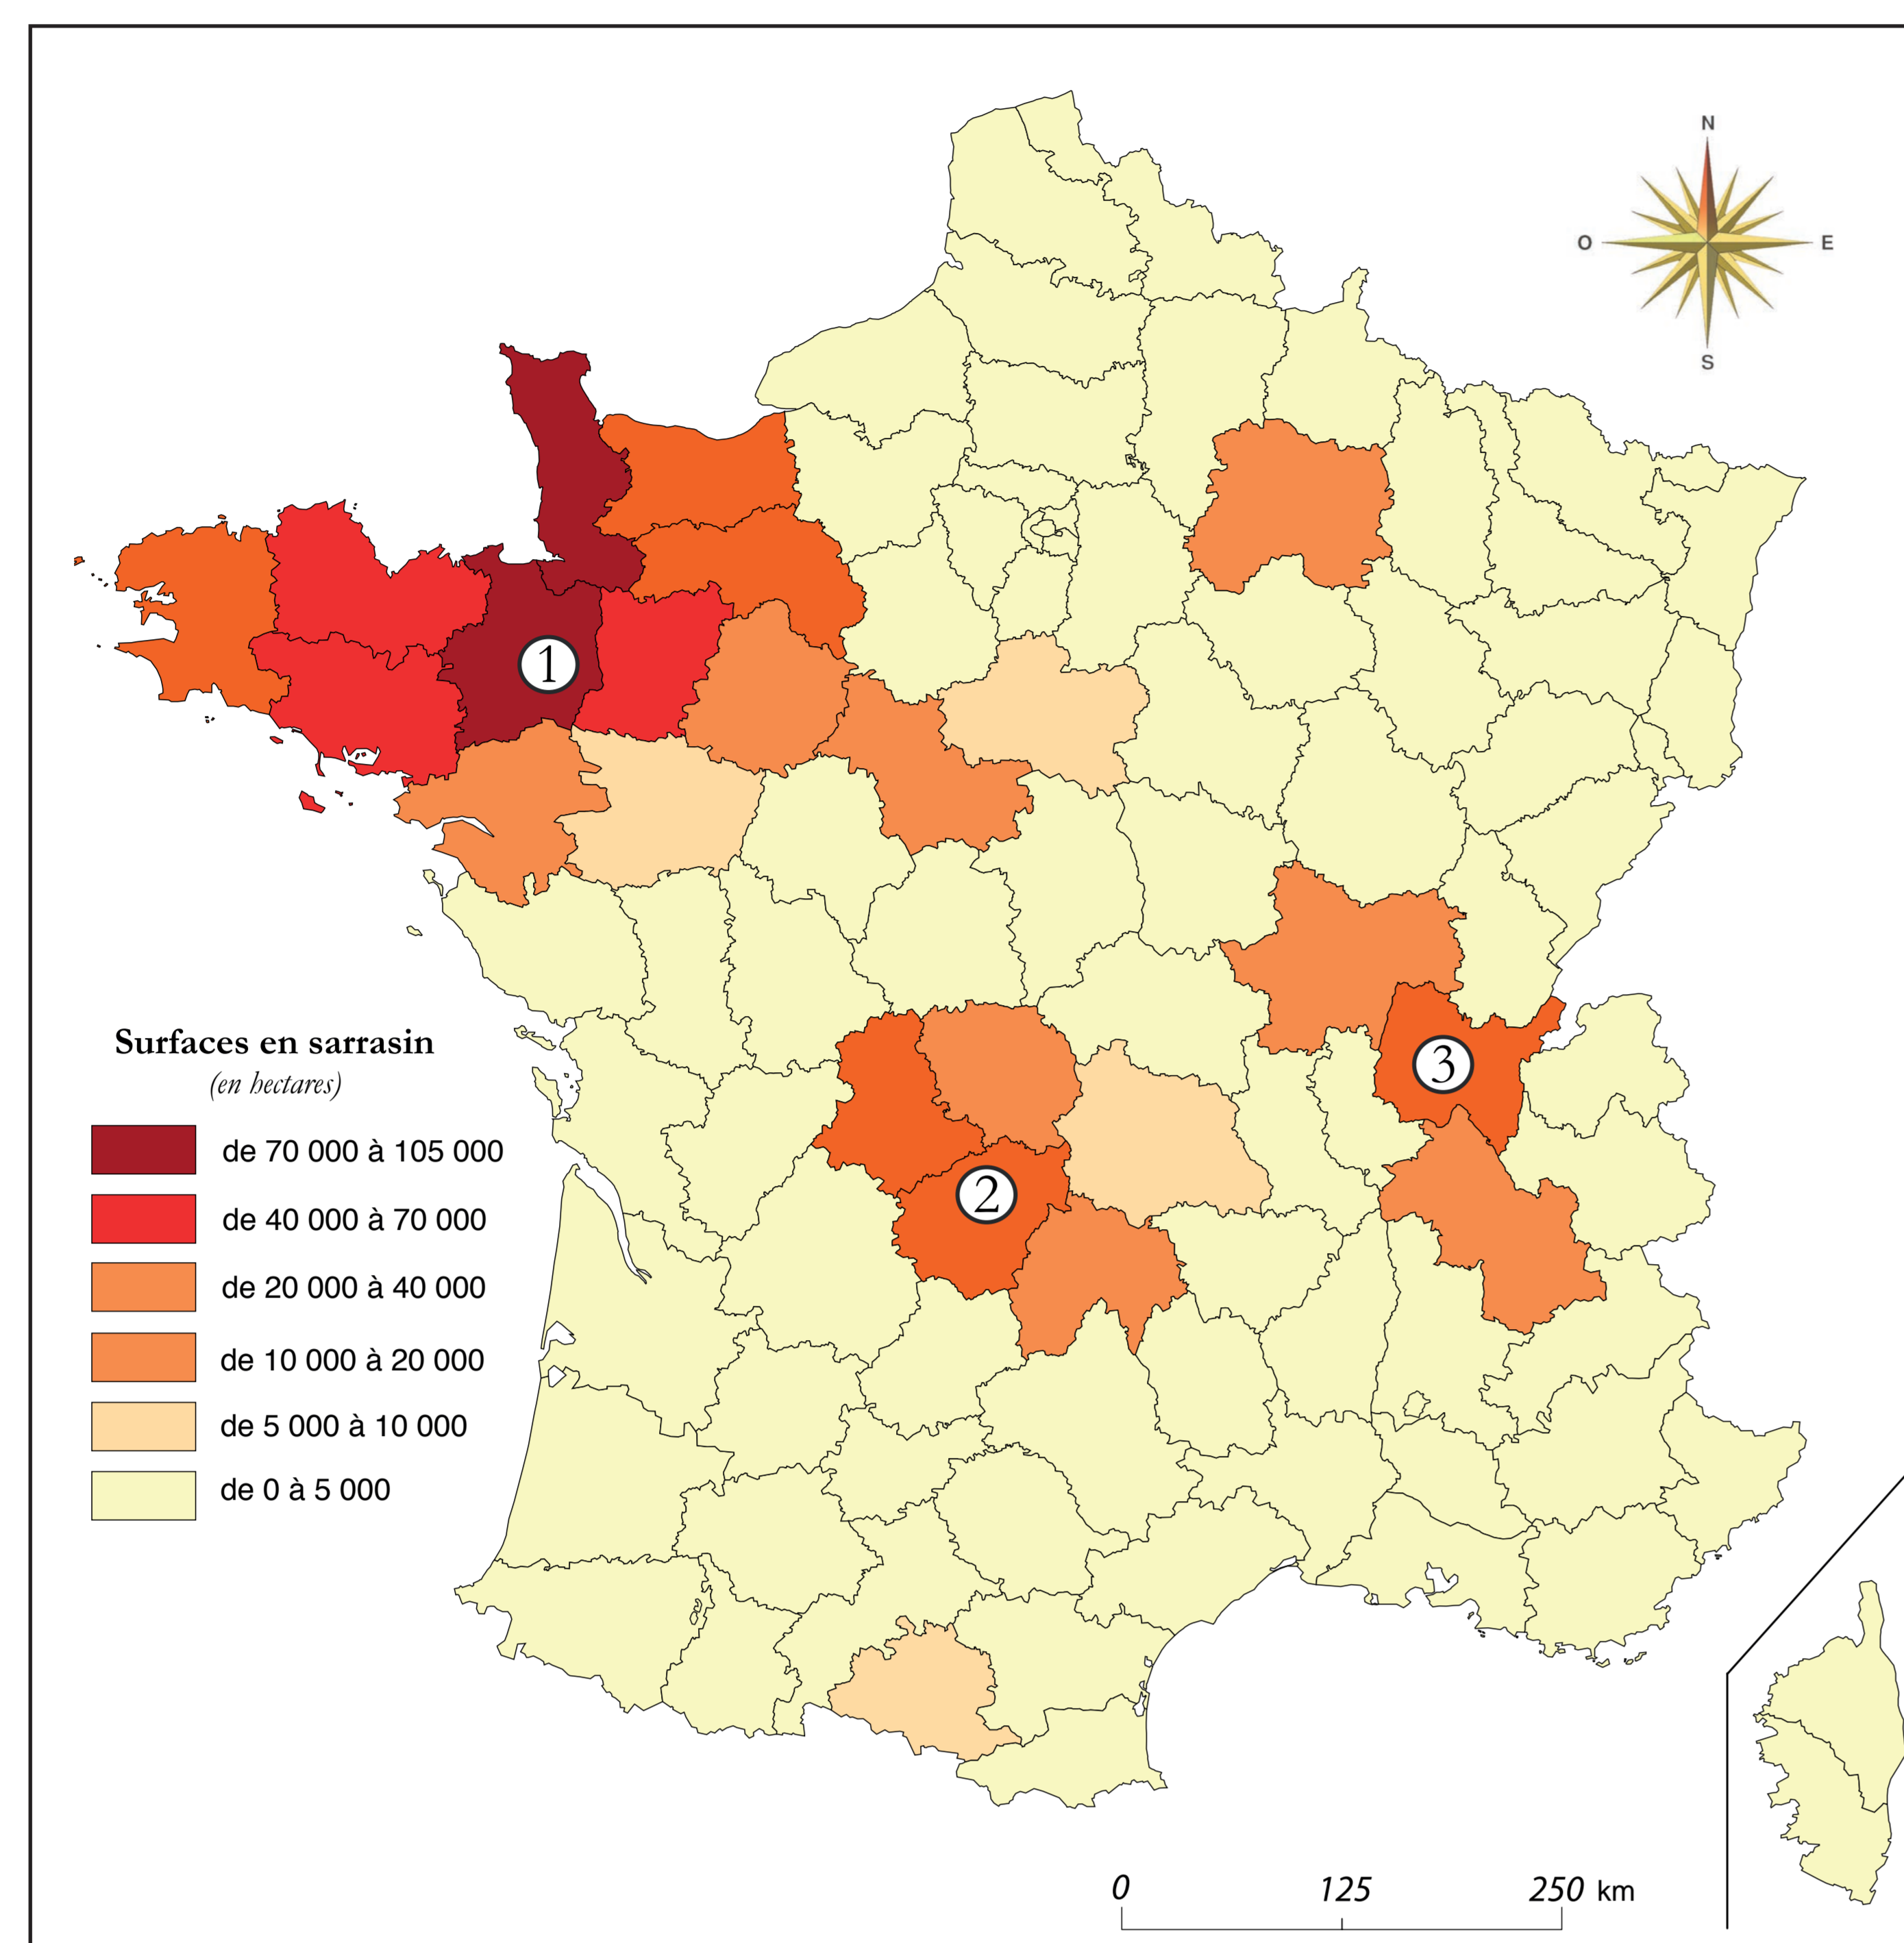 N
O
E
S
1
2
3
Surfaces en sarrasin
(en hectares)
de 70 000 à 105 000
de 40 000 à 70 000
de 20 000 à 40 000
de 10 000 à 20 000
de 5 000 à 10 000
de 0 à 5 000
0 125 250 km